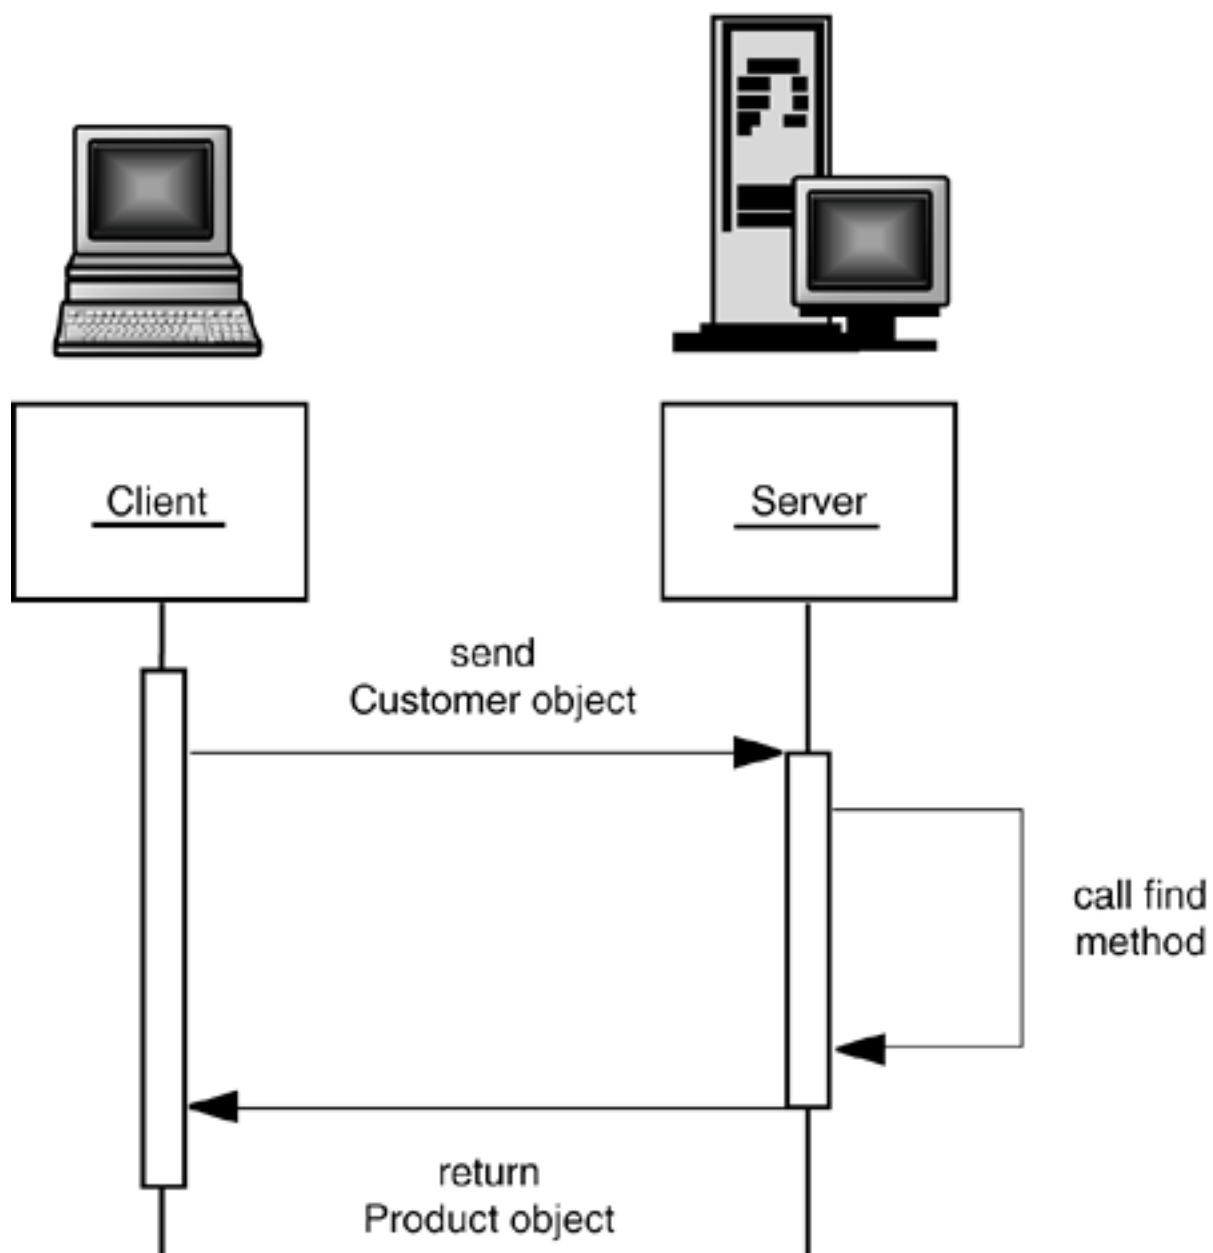 Client
Server
send
Customer object
call find
method
return
Product object